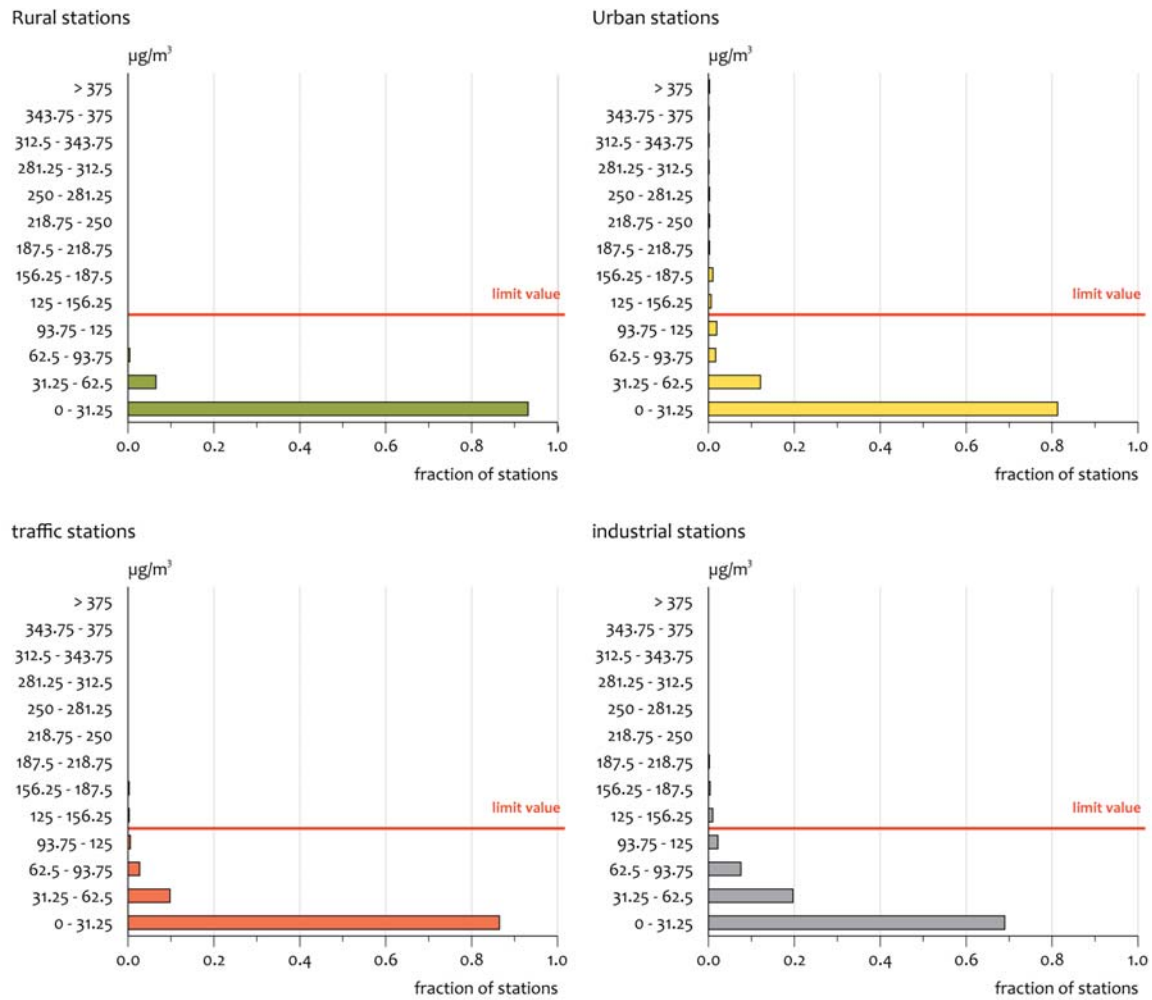 Rural stations
µg/m³
> 375
343.75 - 375
312.5 - 343.75
281.25 - 312.5
250 - 281.25
218.75 - 250
187.5 - 218.75
156.25 - 187.5
125 - 156.25
limit value
93.75 - 125
62.5 - 93.75
31.25 - 62.5
0 - 31.25
0.0 0.2 0.4 0.6 0.8 1.0
fraction of stations
Urban stations
µg/m³
> 375
343.75 - 375
312.5 - 343.75
281.25 - 312.5
250 - 281.25
218.75 - 250
187.5 - 218.75
156.25 - 187.5
125 - 156.25
limit value
93.75 - 125
62.5 - 93.75
31.25 - 62.5
0 - 31.25
0.0 0.2 0.4 0.6 0.8 1.0
fraction of stations
traffic stations
µg/m³
> 375
343.75 - 375
312.5 - 343.75
281.25 - 312.5
250 - 281.25
218.75 - 250
187.5 - 218.75
156.25 - 187.5
125 - 156.25
limit value
93.75 - 125
62.5 - 93.75
31.25 - 62.5
0 - 31.25
0.0 0.2 0.4 0.6 0.8 1.0
fraction of stations
industrial stations
µg/m³
> 375
343.75 - 375
312.5 - 343.75
281.25 - 312.5
250 - 281.25
218.75 - 250
187.5 - 218.75
156.25 - 187.5
125 - 156.25
limit value
93.75 - 125
62.5 - 93.75
31.25 - 62.5
0 - 31.25
0.0 0.2 0.4 0.6 0.8 1.0
fraction of stations